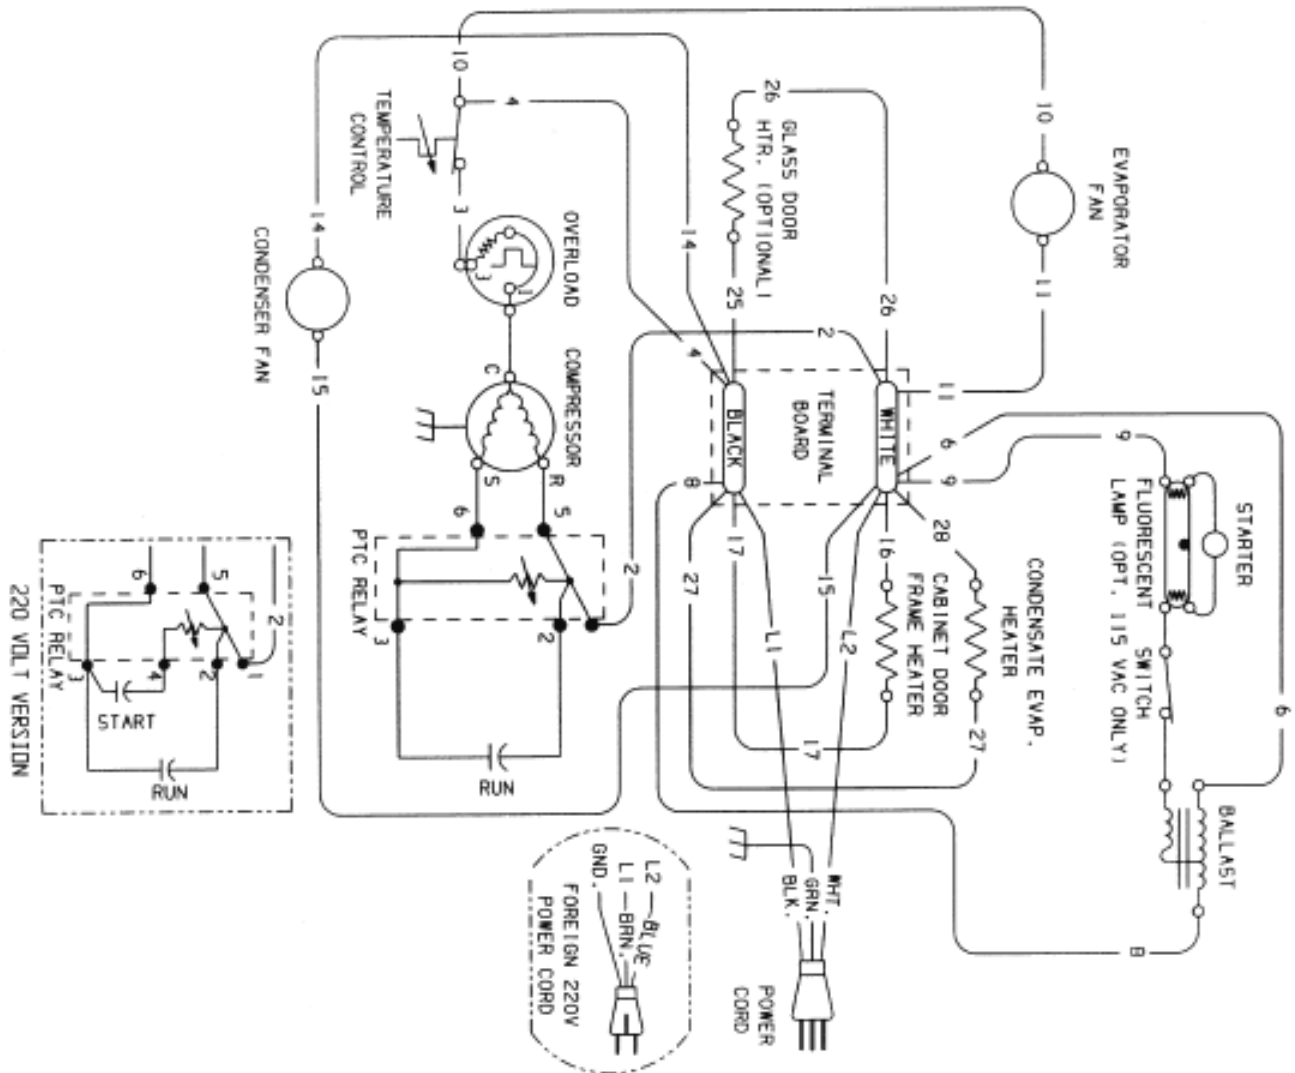 10
14
4
TEMPERATURE
CONTROL
3
14
CONDENSER FAN
15
OVERLOAD
3
1
C
COMPRESSOR
S
R
6
5
PTC RELAY
3
2
2
RUN
26
GLASS DOOR
HTR. (OPTIONAL)
14
25
26
2
4
10
EVAPORATOR
FAN
11
11
BLACK
TERMINAL
BOARD
WHITE
6
9
9
8
17
27
L1
15
L2
16
28
CABINET DOOR
FRAME HEATER
CONDENSATE EVAP.
HEATER
17
27
STARTER
FLUORESCENT
LAMP (OPT. 115 VAC ONLY)
SWITCH
6
BALLAST
8
WHT.
GRN.
BLK.
POWER
CORD
L2 BLUE
L1 BRN.
GND.
FOREIGN 220V
POWER CORD
6
5
2
PTC RELAY
3
4
2
1
START
RUN
220 VOLT VERSION